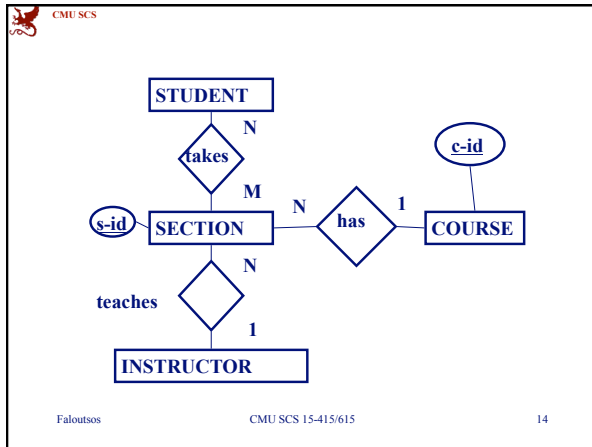 CMU SCS
STUDENT
N
takes
M
s-id
SECTION
N
has
1
c-id
COURSE
N
teaches
1
INSTRUCTOR
Faloutsos
CMU SCS 15-415/615
14